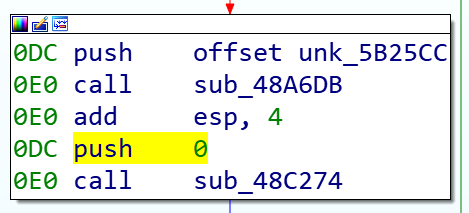 0DC push    offset unk_5B25CC
0E0 call    sub_48A6DB
0E0 add     esp, 4
0DC push    0
0E0 call    sub_48C274